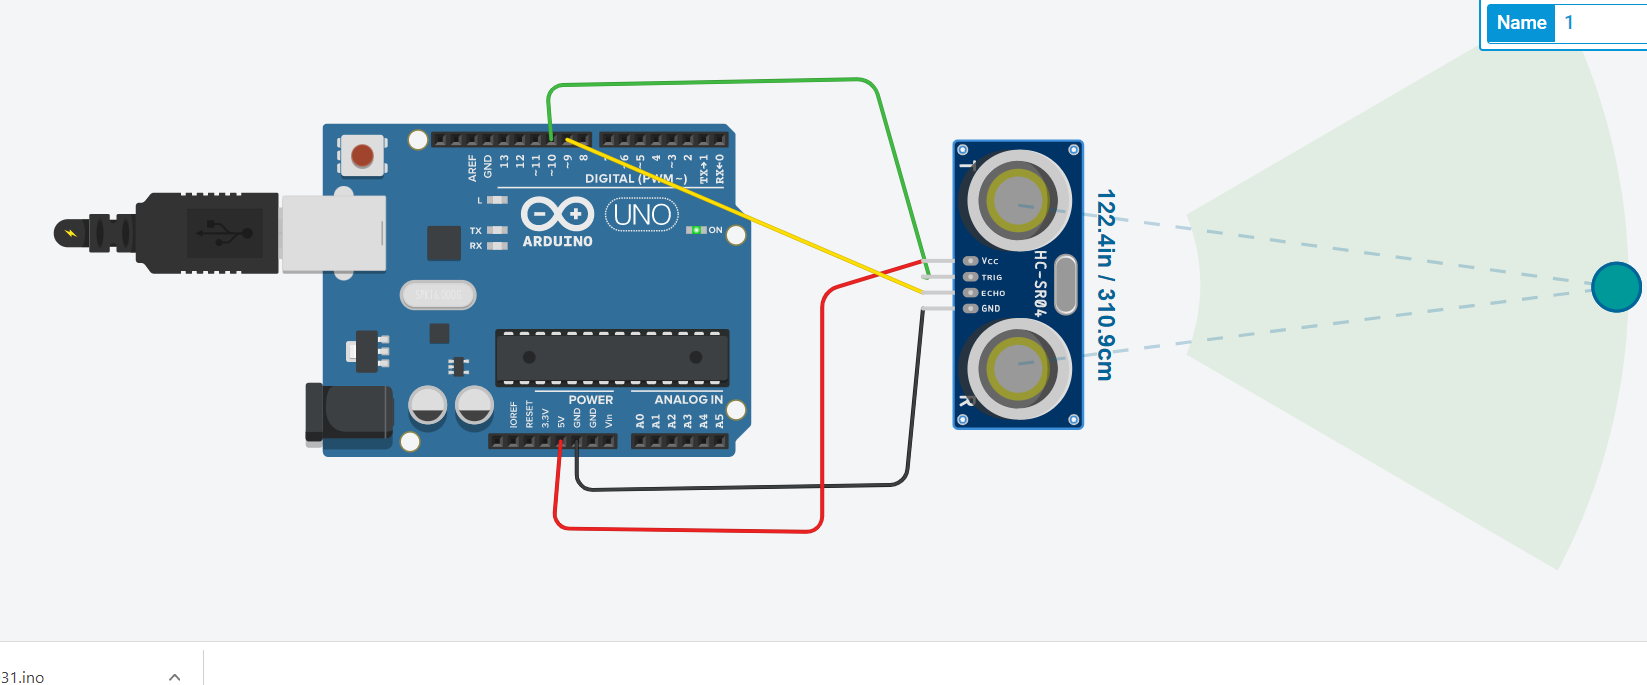 Name 1
AREF
GND
13
12
~11
~10
~9
8
~5
4
~3
2
TX→1
RX←0
DIGITAL (PWM~)
L
TX
RX
UNO
ON
ARDUINO
T
122.4in / 310.9cm
HC-SR04
Vcc
TRIG
ECHO
GND
R
POWER
ANALOG IN
IOREF
RESET
3.3V
5V
GND
GND
Vin
A0
A1
A2
A3
A4
A5
31.ino